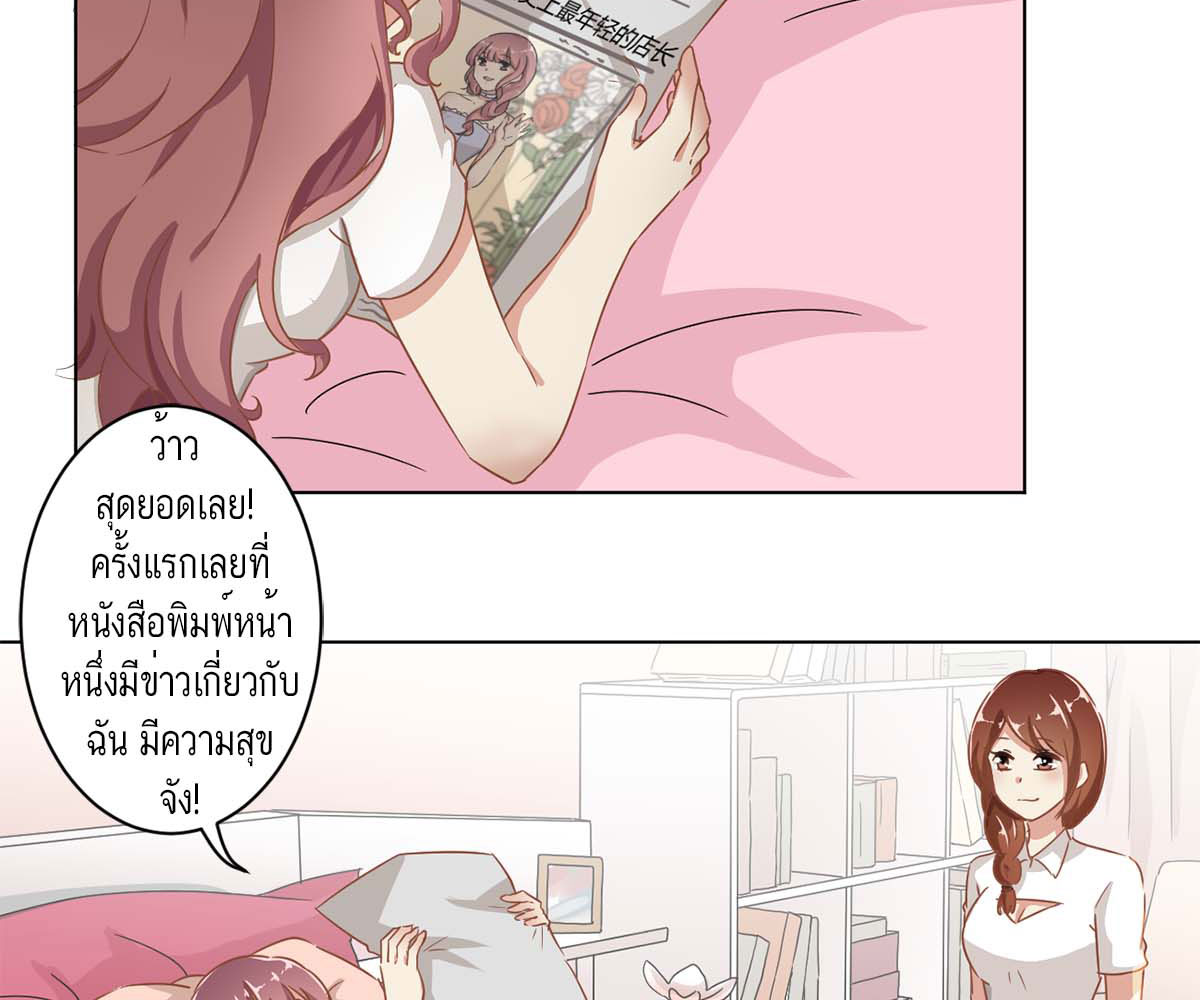 史上最年轻的店长
ว้าว
สุดยอดเลย!
ครั้งแรกเลยที่
หนังสือพิมพ์หน้า
หนึ่งมีข่าวเกี่ยวกับ
ฉัน มีความสุข
จัง!